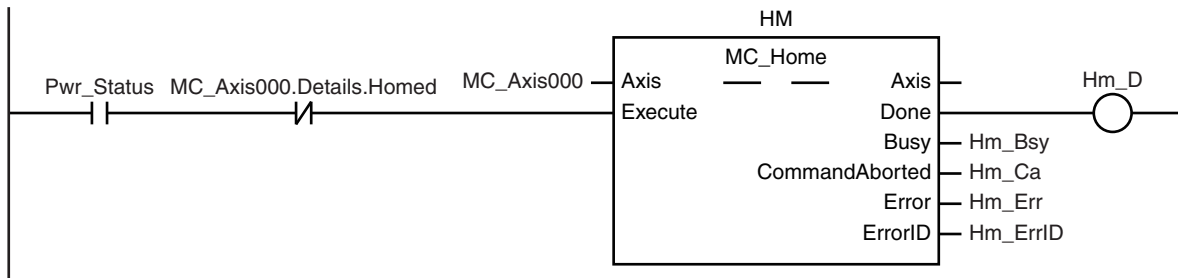 HM
MC_Home
Pwr_Status MC_Axis000.Details.Homed MC_Axis000 Axis Axis Hm_D
Execute Done
Busy Hm_Bsy
CommandAborted Hm_Ca
Error Hm_Err
ErrorID Hm_ErrID